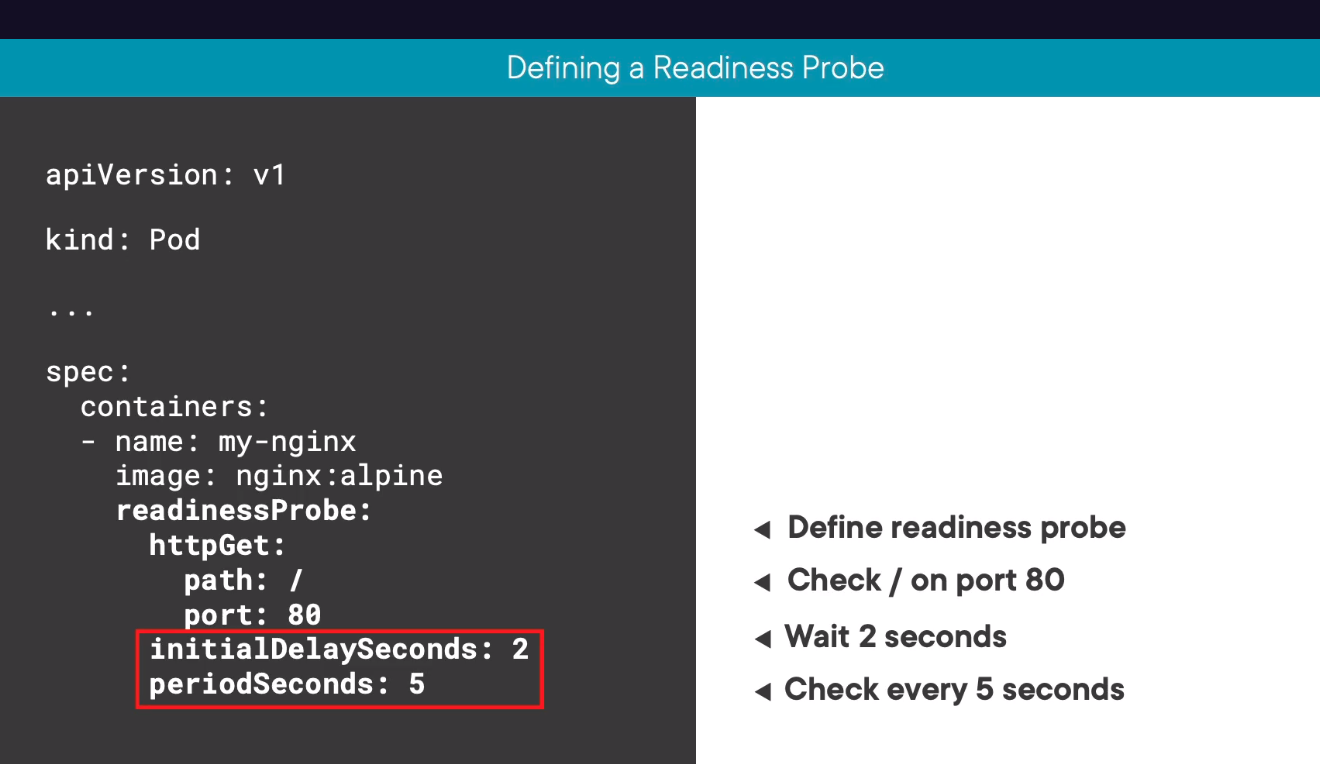 Defining a Readiness Probe
apiVersion: v1
kind: Pod
...
spec:
  containers:
  - name: my-nginx
    image: nginx:alpine
    readinessProbe:
      httpGet:
        path: /
        port: 80
      initialDelaySeconds: 2
      periodSeconds: 5
Define readiness probe
Check / on port 80
Wait 2 seconds
Check every 5 seconds